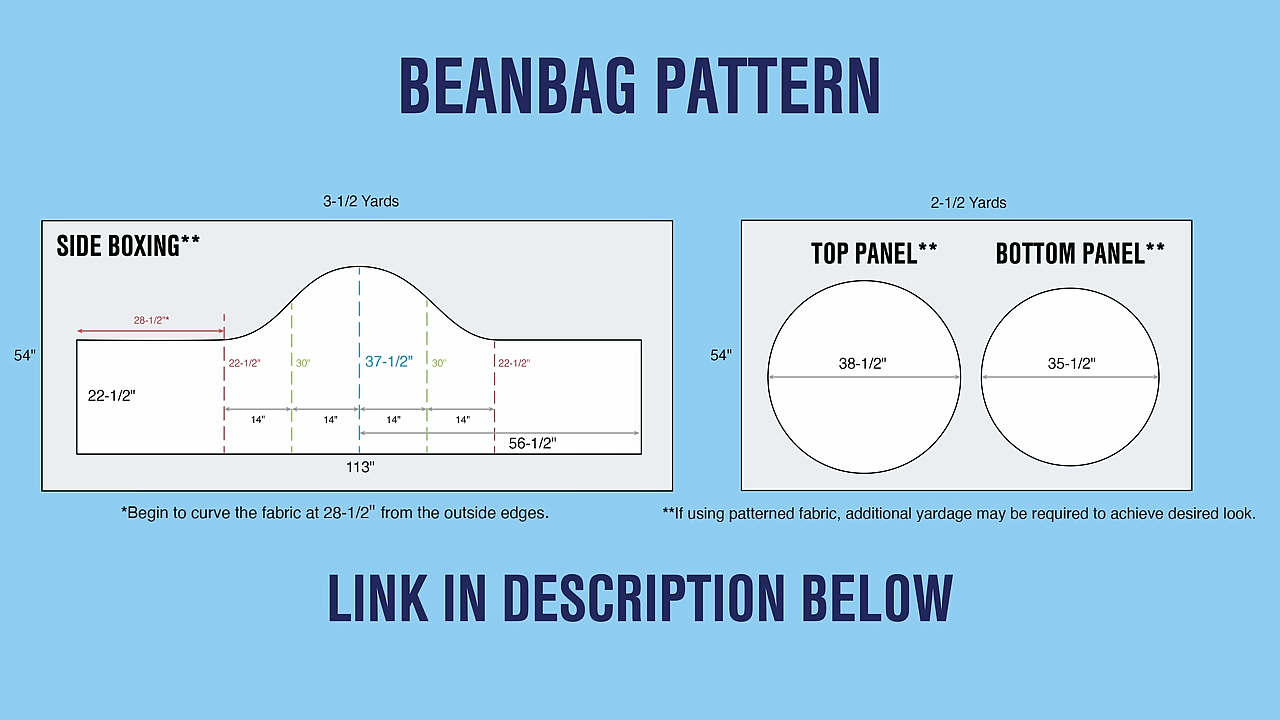 BEANBAG PATTERN
3-1/2 Yards
SIDE BOXING**
54"
28-1/2"*
22-1/2"
22-1/2"
30"
37-1/2"
30"
22-1/2"
14"
14"
14"
14"
56-1/2"
113"
*Begin to curve the fabric at 28-1/2" from the outside edges.
2-1/2 Yards
TOP PANEL**
BOTTOM PANEL**
54"
38-1/2"
35-1/2"
**If using patterned fabric, additional yardage may be required to achieve desired look.
LINK IN DESCRIPTION BELOW